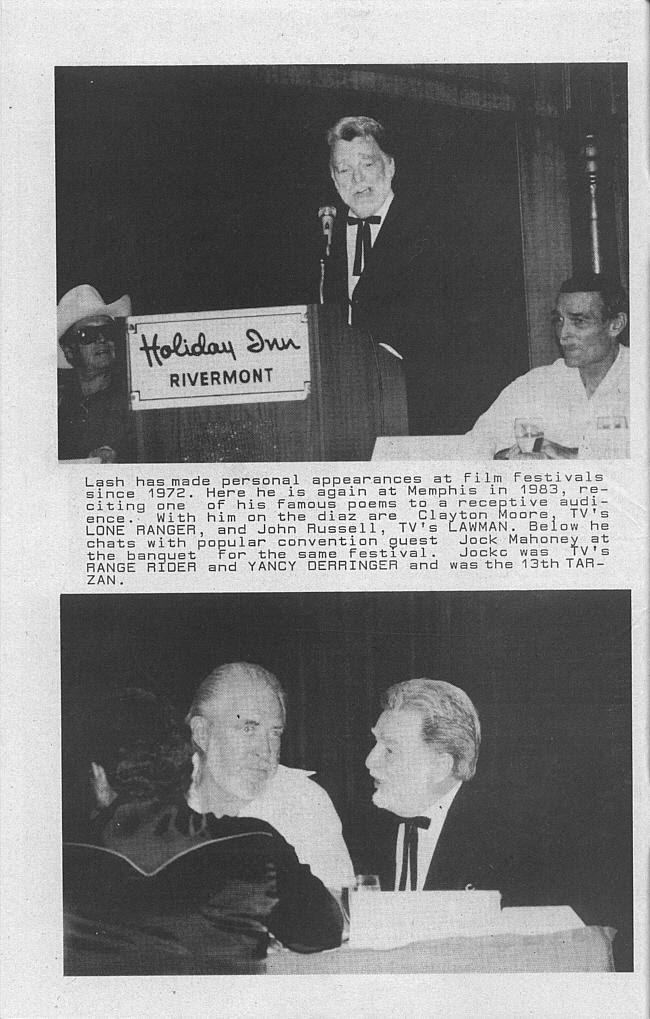 Holiday Inn
RIVERMONT
Lash has made personal appearances at film festivals
since 1972. Here he is again at Memphis in 1983, re-
citing one of his famous poems to a receptive audi-
ence. With him on the diaz are Clayton Moore, TV's
LONE RANGER, and John Russell, TV's LAWMAN. Below he
chats with popular convention guest Jock Mahoney at
the banquet for the same festival. Jocko was TV's
RANGE RIDER and YANCY DERRINGER and was the 13th TAR-
ZAN.